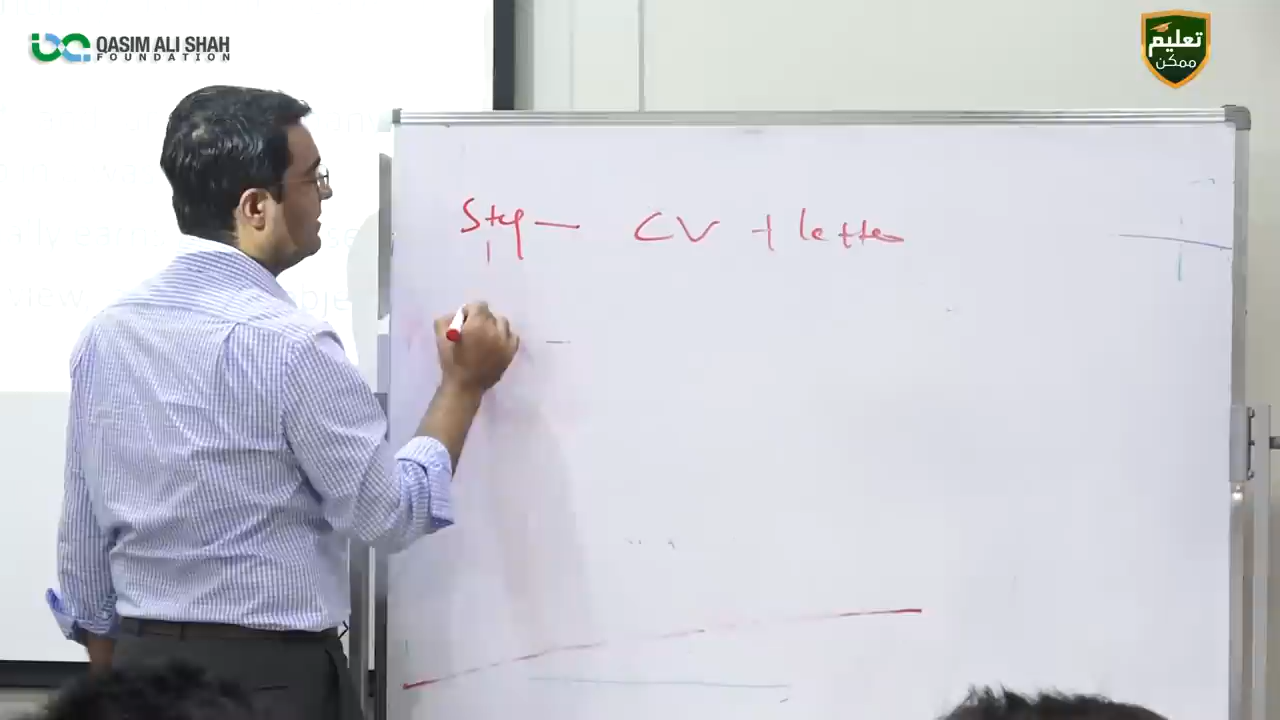 QASIM ALI SHAH
FOUNDATION
تعلیم
ممکن
Step — CV + letter
1